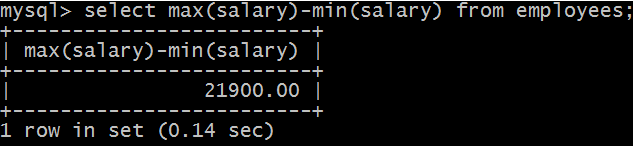 mysql> select max(salary)-min(salary) from employees;
+-------------------------+
| max(salary)-min(salary) |
+-------------------------+
|                21900.00 |
+-------------------------+
1 row in set (0.14 sec)